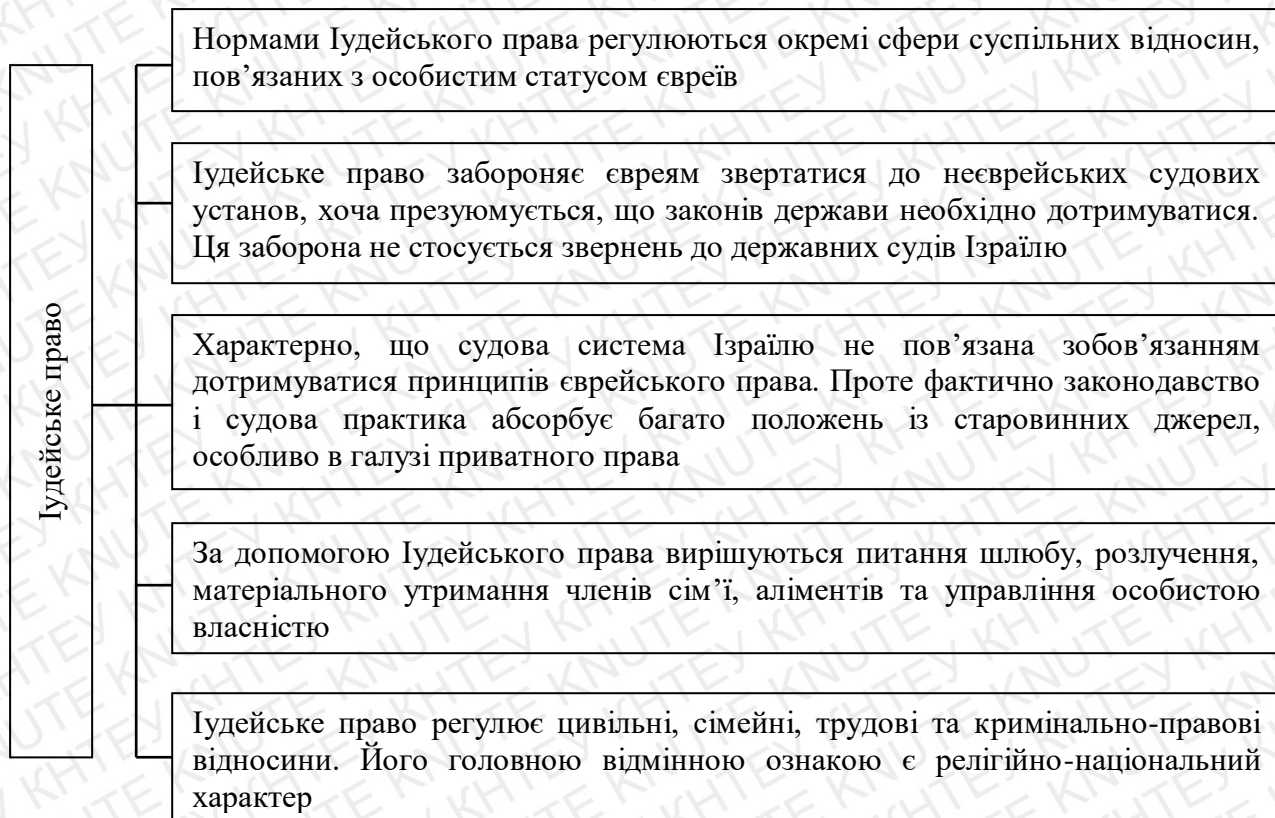 Іудейське право
Нормами Іудейського права регулюються окремі сфери суспільних відносин,
пов’язаних з особистим статусом євреїв
Іудейське право забороняє євреям звертатися до неєврейських судових
установ, хоча презуюмується, що законів держави необхідно дотримуватися.
Ця заборона не стосується звернень до державних судів Ізраїлю
Характерно, що судова система Ізраїлю не пов’язана зобов’язанням
дотримуватися принципів єврейського права. Проте фактично законодавство
і судова практика абсорбує багато положень із старовинних джерел,
особливо в галузі приватного права
За допомогою Іудейського права вирішуються питання шлюбу, розлучення,
матеріального утримання членів сім’ї, аліментів та управління особистою
власністю
Іудейське право регулює цивільні, сімейні, трудові та кримінально-правові
відносини. Його головною відмінною ознакою є релігійно-національний
характер